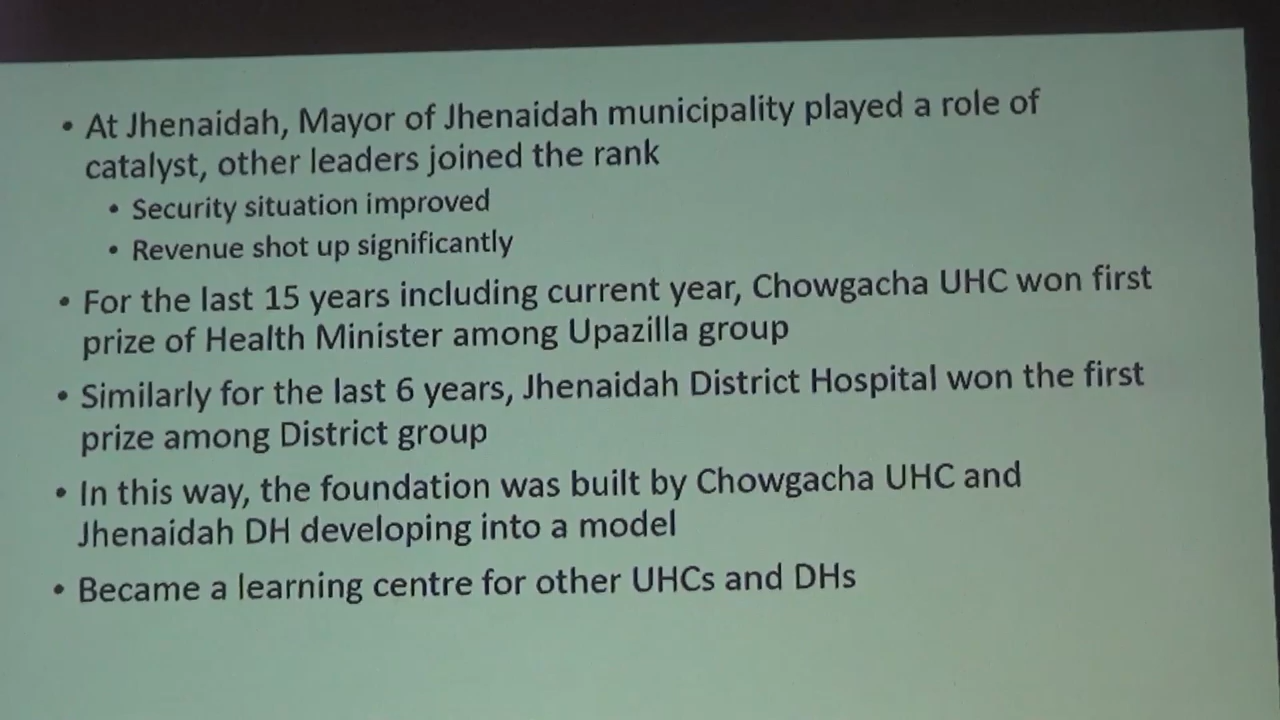 • At Jhenaidah, Mayor of Jhenaidah municipality played a role of
catalyst, other leaders joined the rank
• Security situation improved
• Revenue shot up significantly
• For the last 15 years including current year, Chowgacha UHC won first
prize of Health Minister among Upazilla group
• Similarly for the last 6 years, Jhenaidah District Hospital won the first
prize among District group
• In this way, the foundation was built by Chowgacha UHC and
Jhenaidah DH developing into a model
• Became a learning centre for other UHCs and DHs